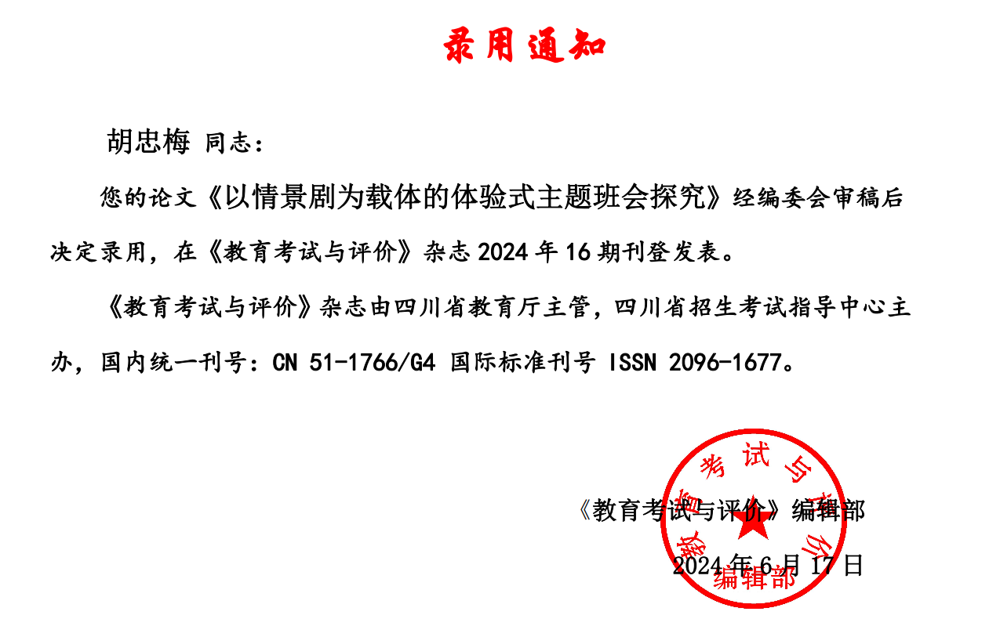 录用通知
胡忠梅 同志：
您的论文《以情景剧为载体的体验式主题班会探究》经编委会审稿后
决定录用，在《教育考试与评价》杂志 2024 年 16 期刊登发表。
《教育考试与评价》杂志由四川省教育厅主管，四川省招生考试指导中心主
办，国内统一刊号：CN 51-1766/G4 国际标准刊号 ISSN 2096-1677。
教育考试与评价
《教育考试与评价》编辑部
2024 年 6 月 17 日
编辑部